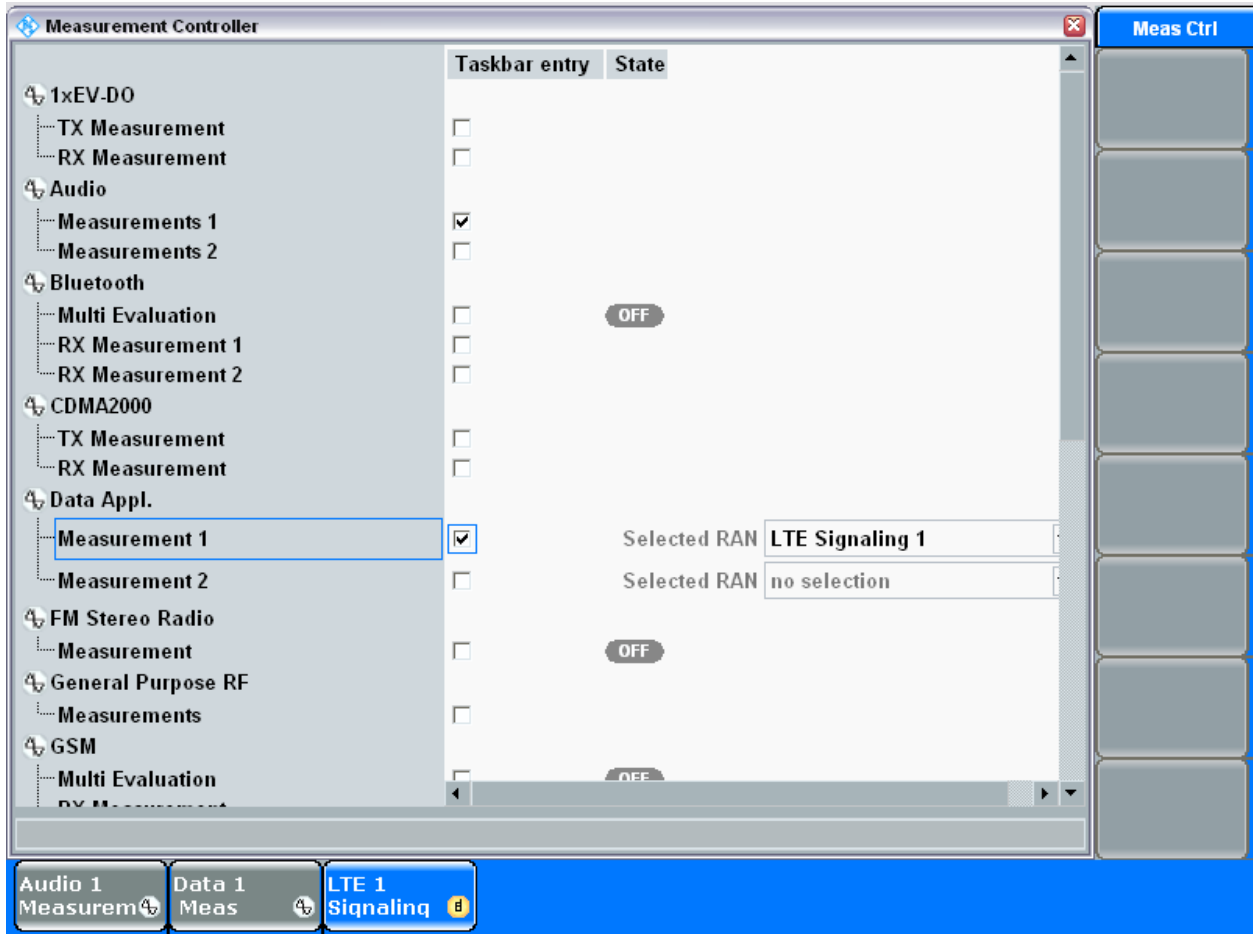 Measurement Controller
Meas Ctrl
Taskbar entry State
1xEV-DO
TX Measurement
RX Measurement
Audio
Measurements 1
Measurements 2
Bluetooth
Multi Evaluation OFF
RX Measurement 1
RX Measurement 2
CDMA2000
TX Measurement
RX Measurement
Data Appl.
Measurement 1 Selected RAN LTE Signaling 1
Measurement 2 Selected RAN no selection
FM Stereo Radio
Measurement OFF
General Purpose RF
Measurements
GSM
Multi Evaluation OFF
RX Measurement
Audio 1 Data 1 LTE 1
Measurem Meas Signaling